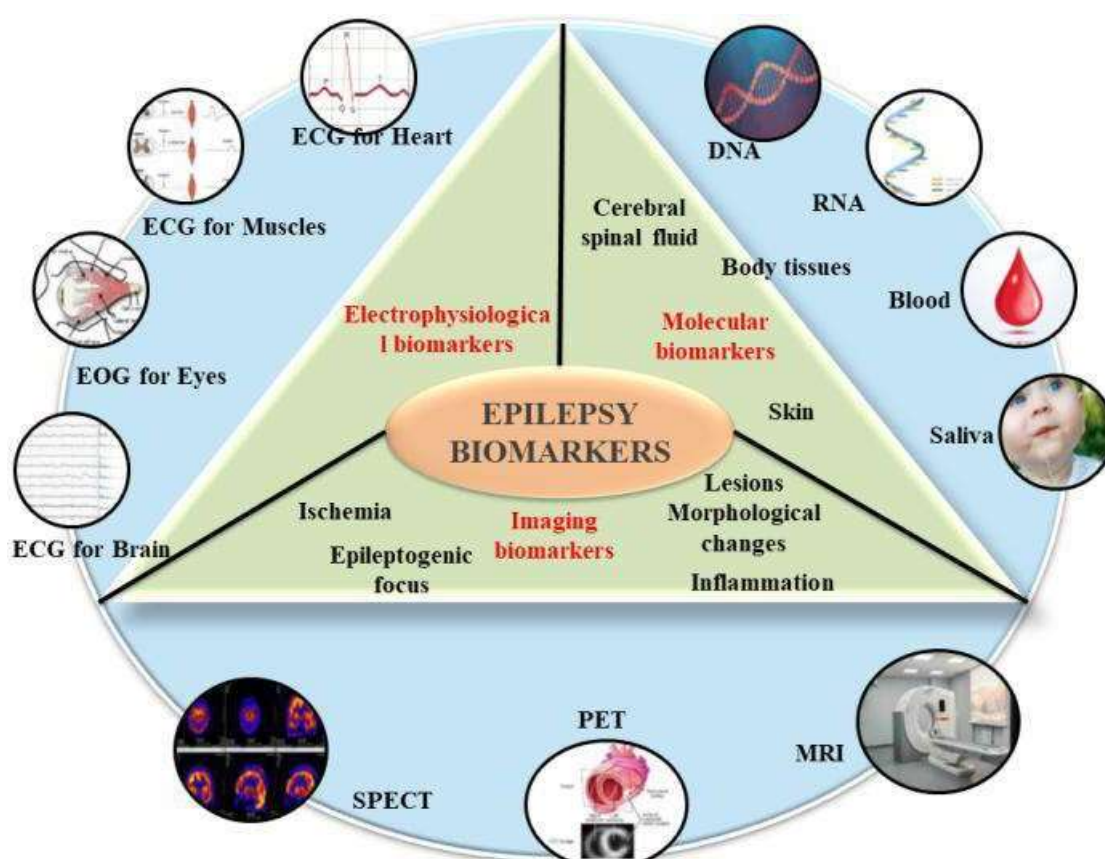 ECG for Heart
ECG for Muscles
EOG for Eyes
ECG for Brain
Electrophysiologica
l biomarkers
DNA
RNA
Blood
Saliva
Cerebral
spinal fluid
Body tissues
Molecular
biomarkers
Skin
EPILEPSY
BIOMARKERS
Ischemia
Epileptogenic
focus
Imaging
biomarkers
Lesions
Morphological
changes
Inflammation
SPECT
PET
MRI
R
P
T
Q
S